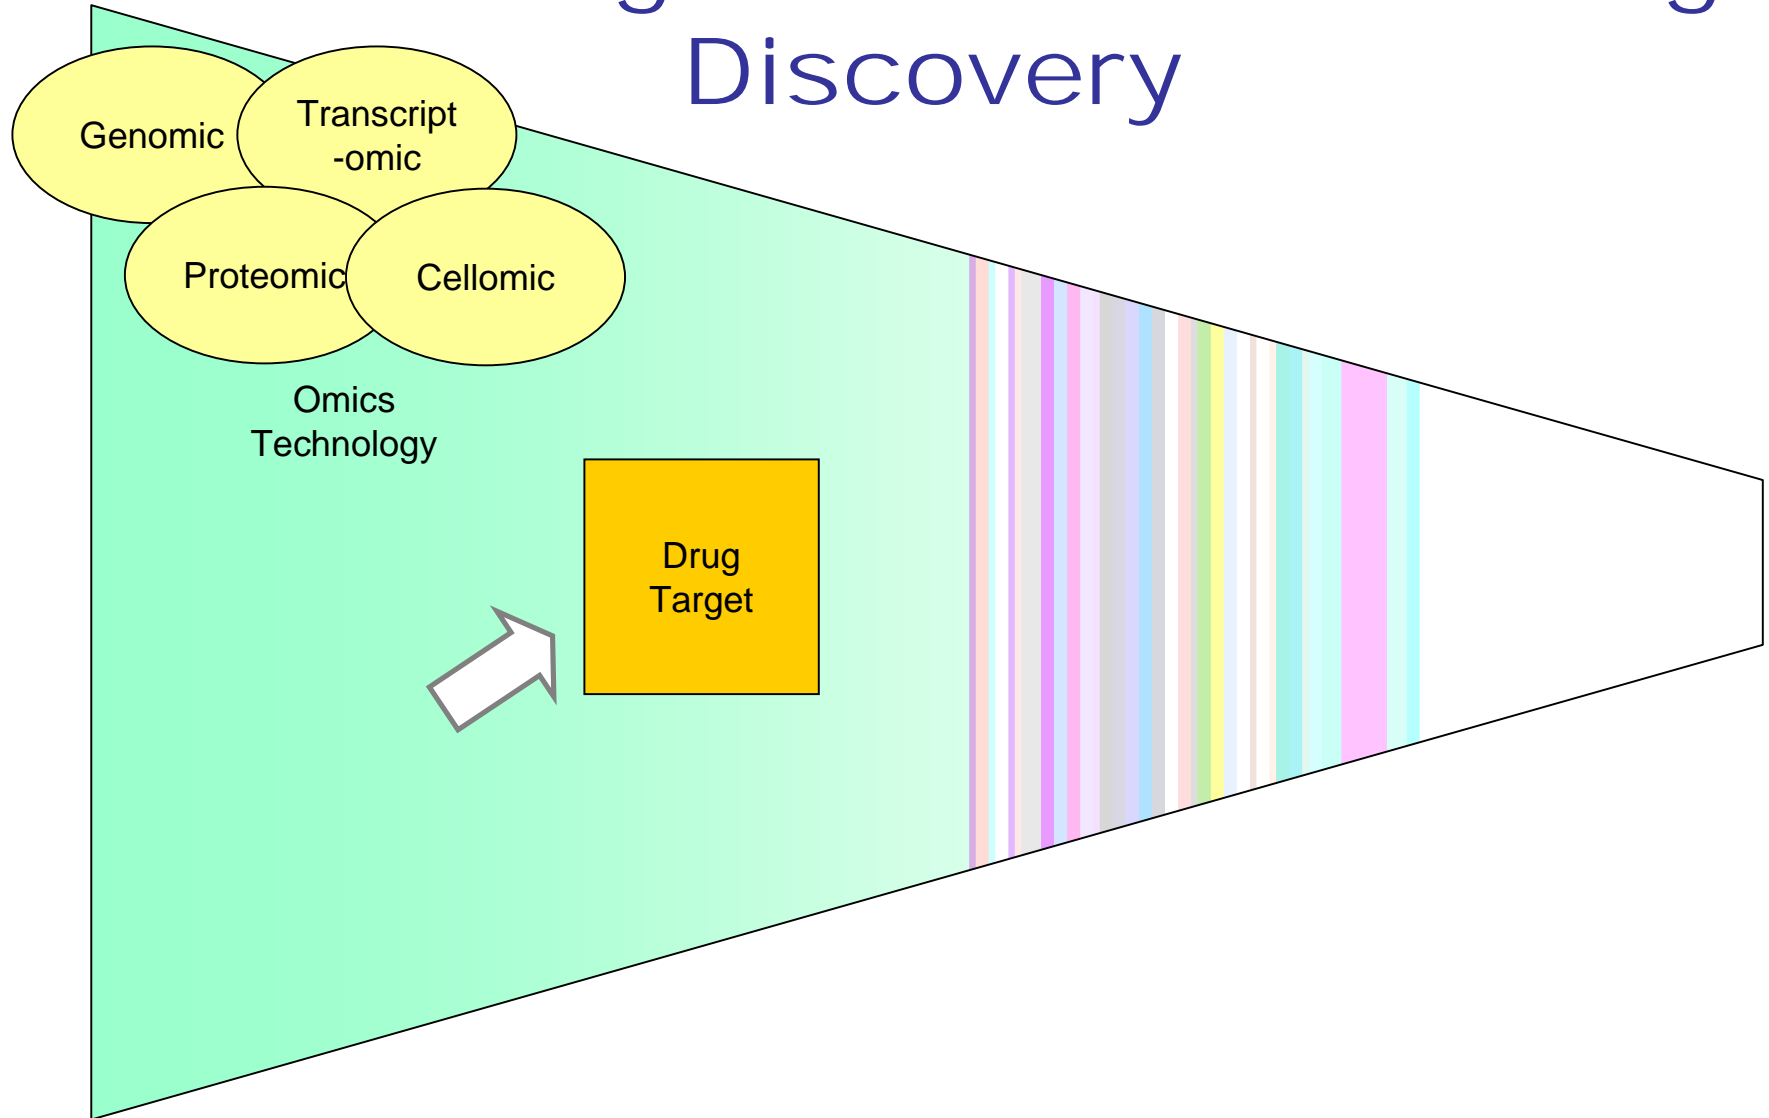 Discovery
Genomic
Transcript
-omic
Proteomic
Cellomic
Omics
Technology
Drug
Target